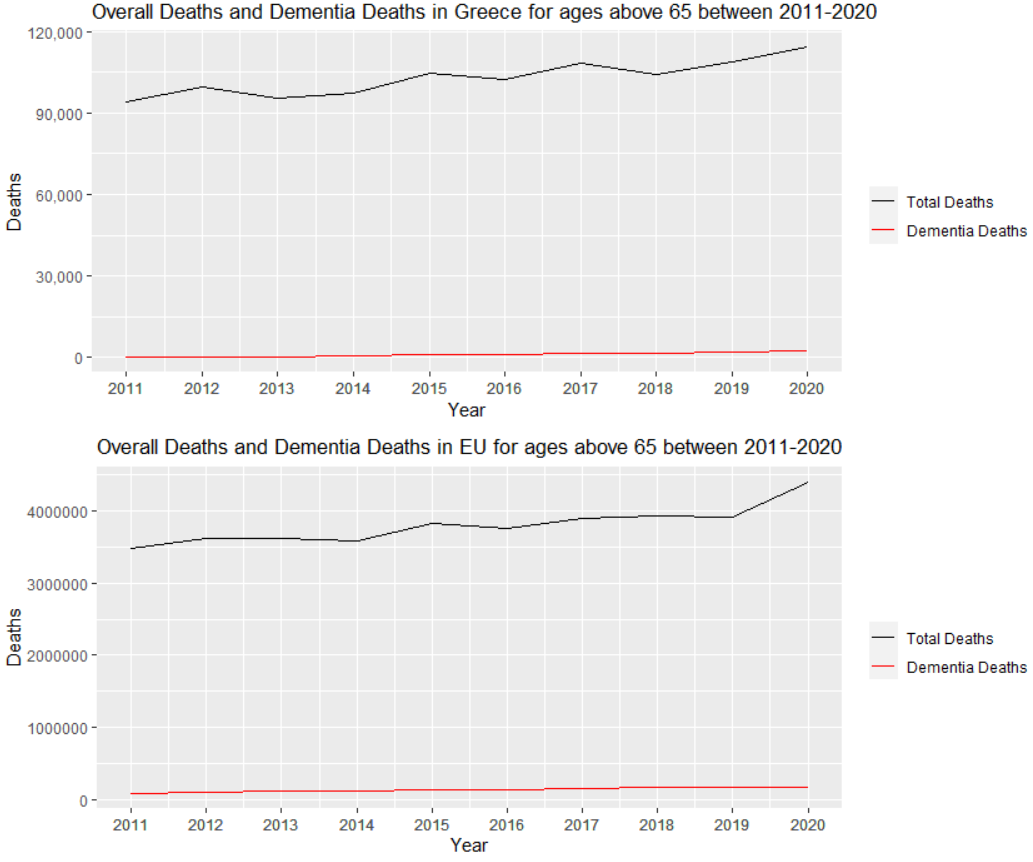 Overall Deaths and Dementia Deaths in Greece for ages above 65 between 2011-2020
120,000
90,000
60,000
30,000
0
Deaths
2011 2012 2013 2014 2015 2016 2017 2018 2019 2020
Year
Total Deaths
Dementia Deaths
Overall Deaths and Dementia Deaths in EU for ages above 65 between 2011-2020
4000000
3000000
2000000
1000000
0
Deaths
2011 2012 2013 2014 2015 2016 2017 2018 2019 2020
Year
Total Deaths
Dementia Deaths